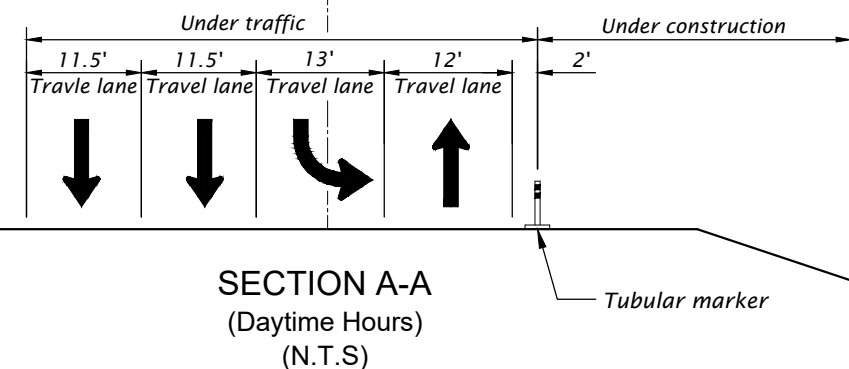 Under traffic
Under construction
11.5'
11.5'
13'
12'
2'
Travle lane
Travel lane
Travel lane
Travel lane
SECTION A-A
(Daytime Hours)
(N.T.S)
Tubular marker